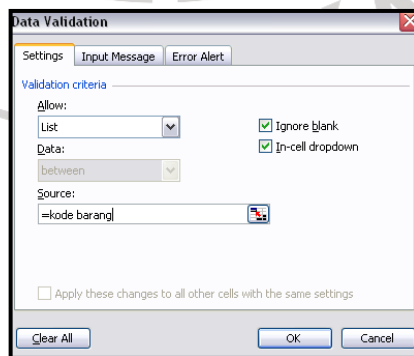 Data Validation
Settings
Input Message
Error Alert
Validation criteria
Allow:
List
Ignore blank
In-cell dropdown
Data:
between
Source:
=kode barang
Apply these changes to all other cells with the same settings
Clear All
OK
Cancel